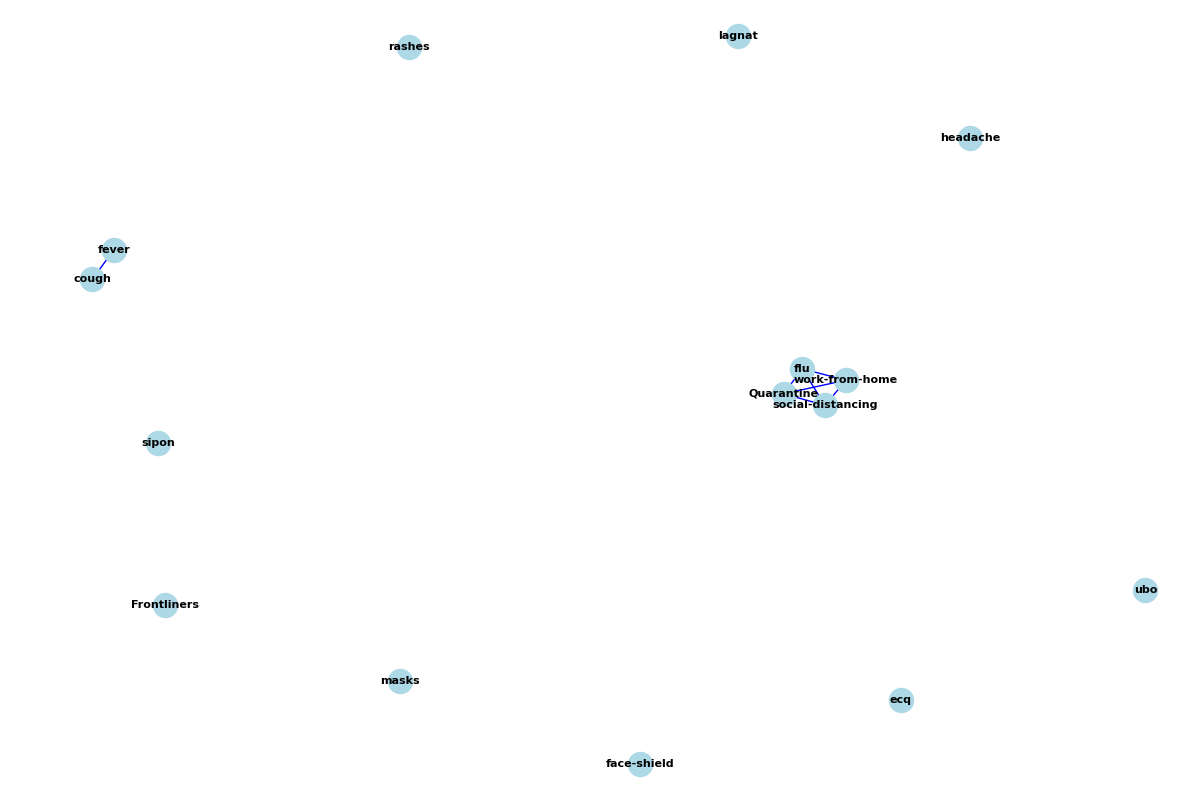 lagnat
rashes
headache
fever
cough
flu
work-from-home
Quarantine
social-distancing
sipon
ubo
Frontliners
masks
ecq
face-shield